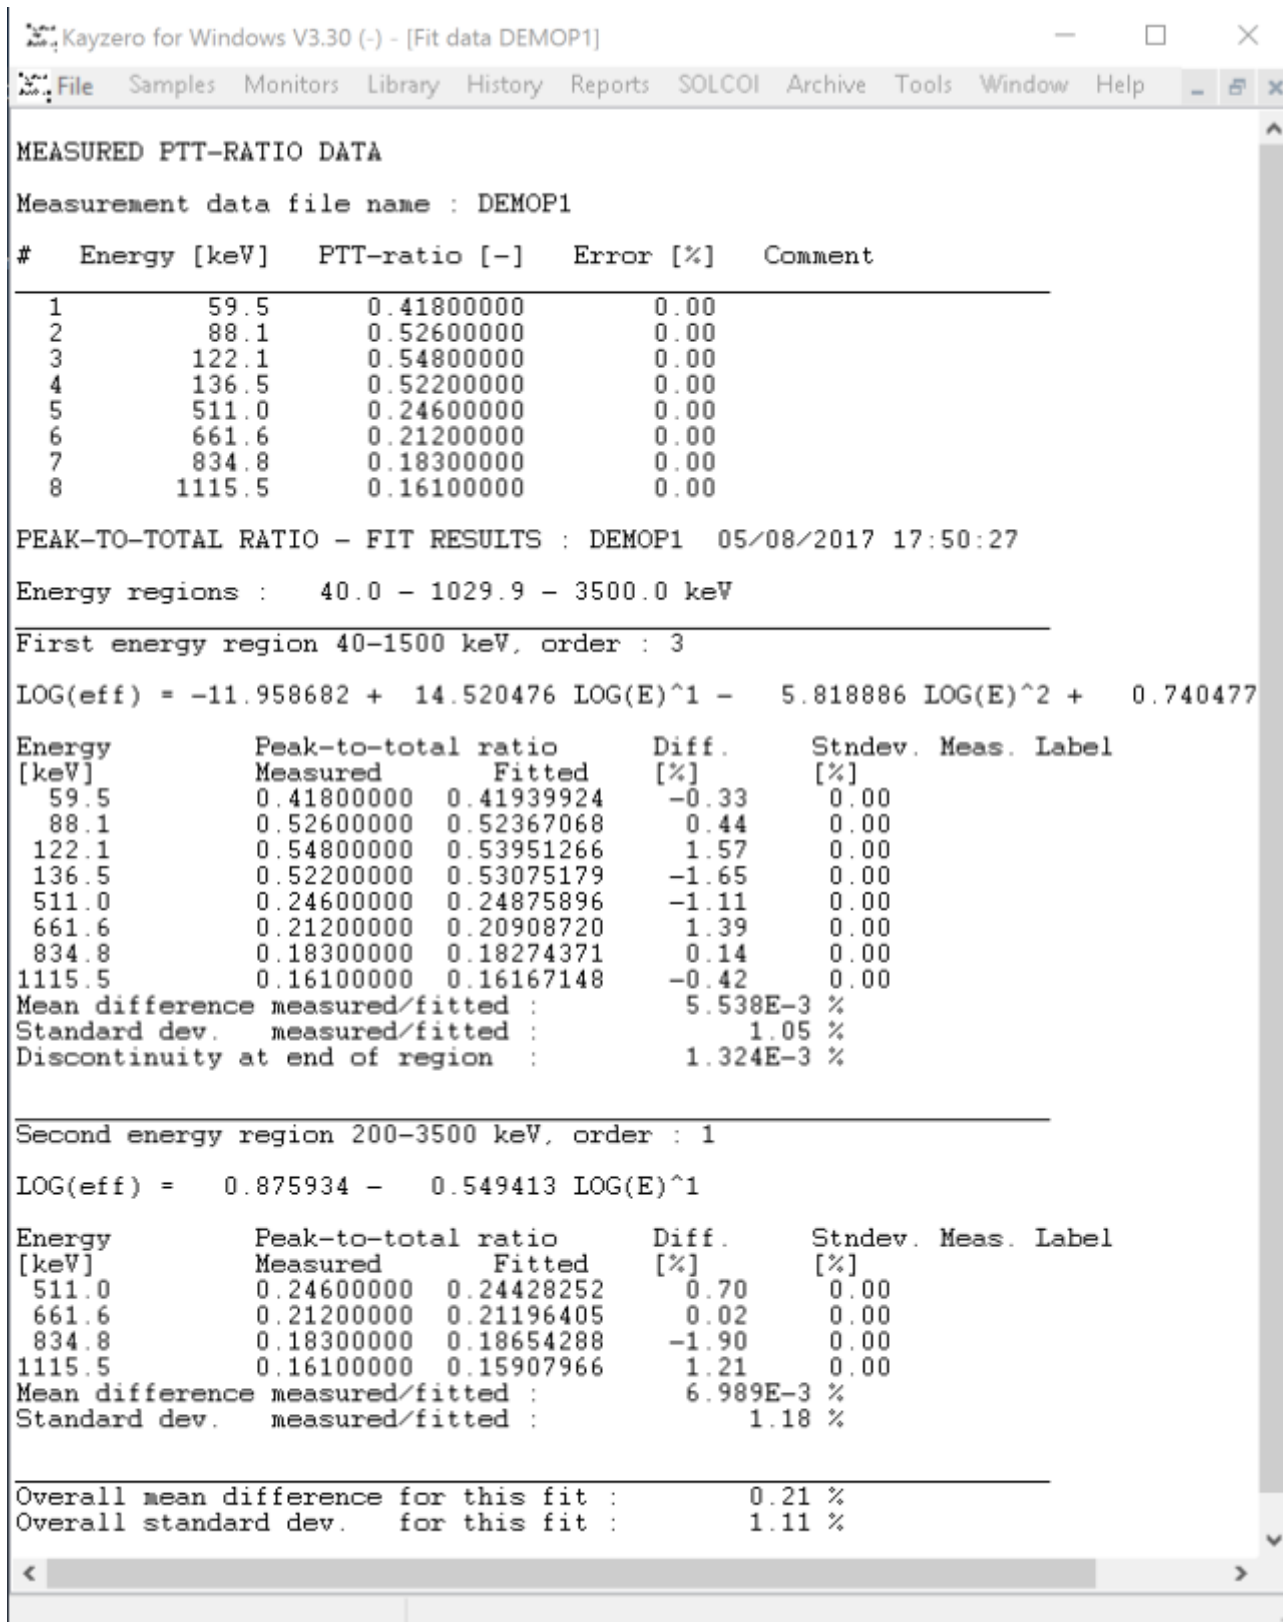 Kayzero for Windows V3.30 (-) - [Fit data DEMOP1]
File Samples Monitors Library History Reports SOLCOI Archive Tools Window Help
MEASURED PTT-RATIO DATA
Measurement data file name : DEMOP1
# Energy [keV] PTT-ratio [-] Error [%] Comment
1 59.5 0.41800000 0.00
2 88.1 0.52600000 0.00
3 122.1 0.54800000 0.00
4 136.5 0.52200000 0.00
5 511.0 0.24600000 0.00
6 661.6 0.21200000 0.00
7 834.8 0.18300000 0.00
8 1115.5 0.16100000 0.00
PEAK-TO-TOTAL RATIO - FIT RESULTS : DEMOP1 05/08/2017 17:50:27
Energy regions : 40.0 - 1029.9 - 3500.0 keV
First energy region 40-1500 keV, order : 3
LOG(eff) = -11.958682 + 14.520476 LOG(E)^1 - 5.818886 LOG(E)^2 + 0.740477
Energy Peak-to-total ratio Diff. Stndev. Meas. Label
[keV] Measured Fitted [%] [%]
59.5 0.41800000 0.41939924 -0.33 0.00
88.1 0.52600000 0.52367068 0.44 0.00
122.1 0.54800000 0.53951266 1.57 0.00
136.5 0.52200000 0.53075179 -1.65 0.00
511.0 0.24600000 0.24875896 -1.11 0.00
661.6 0.21200000 0.20908720 1.39 0.00
834.8 0.18300000 0.18274371 0.14 0.00
1115.5 0.16100000 0.16167148 -0.42 0.00
Mean difference measured/fitted : 5.538E-3 %
Standard dev. measured/fitted : 1.05 %
Discontinuity at end of region : 1.324E-3 %
Second energy region 200-3500 keV, order : 1
LOG(eff) = 0.875934 - 0.549413 LOG(E)^1
Energy Peak-to-total ratio Diff. Stndev. Meas. Label
[keV] Measured Fitted [%] [%]
511.0 0.24600000 0.24428252 0.70 0.00
661.6 0.21200000 0.21196405 0.02 0.00
834.8 0.18300000 0.18654288 -1.90 0.00
1115.5 0.16100000 0.15907966 1.21 0.00
Mean difference measured/fitted : 6.989E-3 %
Standard dev. measured/fitted : 1.18 %
Overall mean difference for this fit : 0.21 %
Overall standard dev. for this fit : 1.11 %